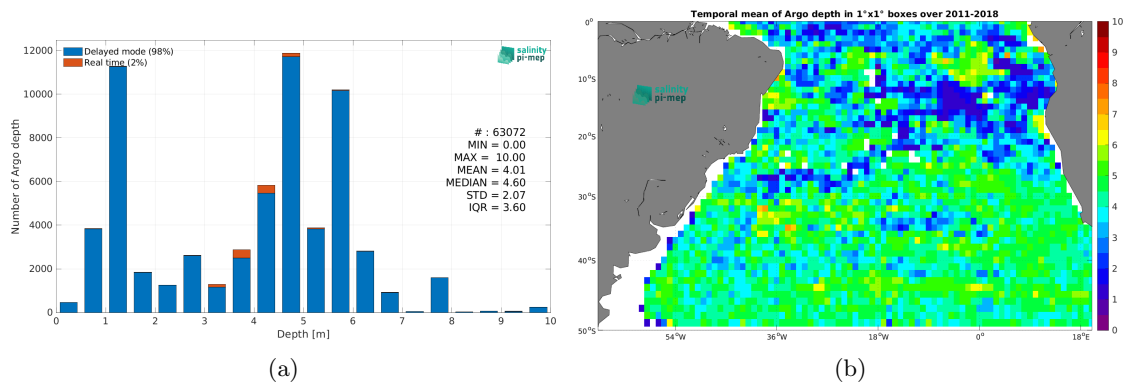 Delayed mode (98%)
Real time (2%)
salinity
pi-mep
12000
10000
8000
6000
4000
2000
0
Number of Argo depth
# : 63072
MIN = 0.00
MAX = 10.00
MEAN = 4.01
MEDIAN = 4.60
STD = 2.07
IQR = 3.60
0 1 2 3 4 5 6 7 8 9 10
Depth [m]
(a)
Temporal mean of Argo depth in 1°x1° boxes over 2011-2018
salinity
pi-mep
0°
10°S
20°S
30°S
40°S
50°S
54°W 36°W 18°W 0° 18°E
10
9
8
7
6
5
4
3
2
1
0
(b)